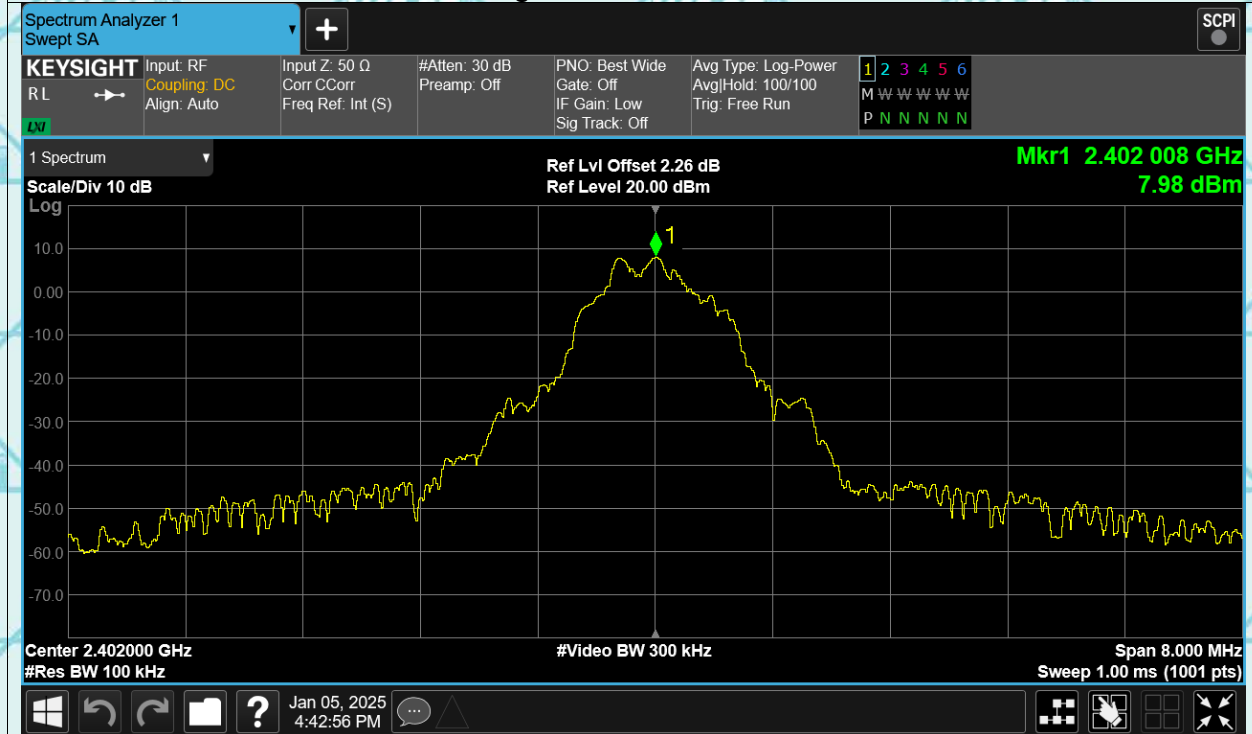 Spectrum Analyzer 1
Swept SA
SCPI
KEYSIGHT
R L
LXI
Input: RF
Coupling: DC
Align: Auto
Input Z: 50 Ω
Corr CCorr
Freq Ref: Int (S)
#Atten: 30 dB
Preamp: Off
PNO: Best Wide
Gate: Off
IF Gain: Low
Sig Track: Off
Avg Type: Log-Power
Avg|Hold: 100/100
Trig: Free Run
1 2 3 4 5 6
M W W W W W
P N N N N N
1 Spectrum
Scale/Div 10 dB
Log
Ref Lvl Offset 2.26 dB
Ref Level 20.00 dBm
Mkr1 2.402 008 GHz
7.98 dBm
1
10.0
0.00
-10.0
-20.0
-30.0
-40.0
-50.0
-60.0
-70.0
Center 2.402000 GHz
#Res BW 100 kHz
#Video BW 300 kHz
Span 8.000 MHz
Sweep 1.00 ms (1001 pts)
?
Jan 05, 2025
4:42:56 PM